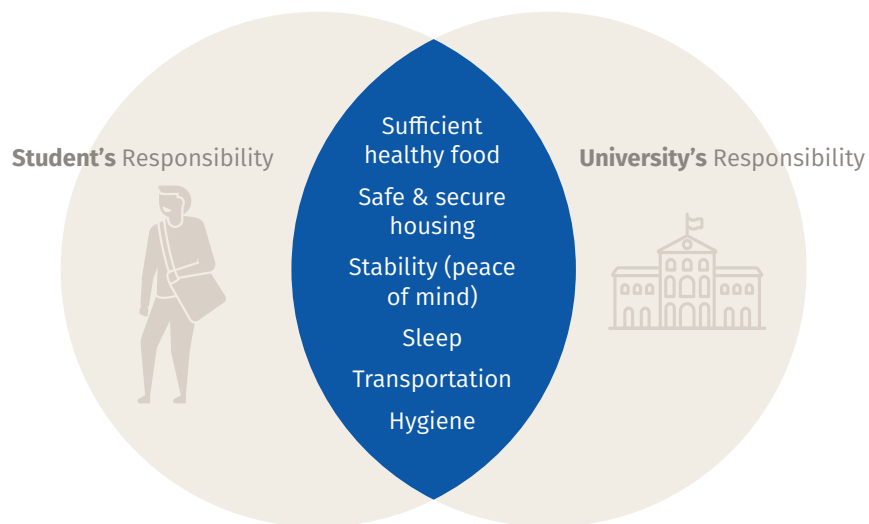 Student's Responsibility
Sufficient
healthy food
Safe & secure
housing
Stability (peace
of mind)
Sleep
Transportation
Hygiene
University's Responsibility